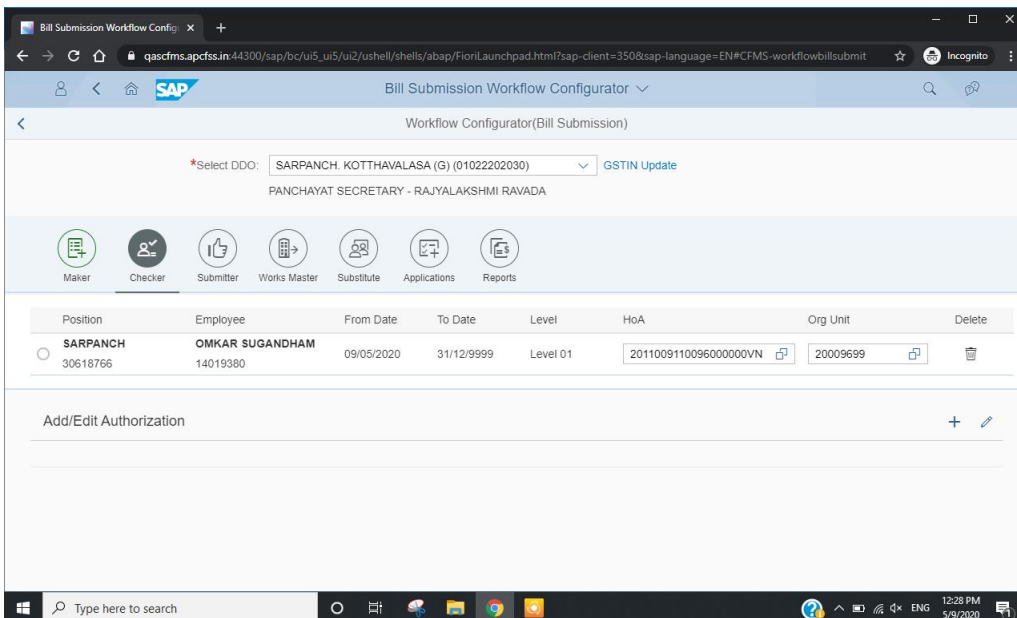 Bill Submission Workflow Config
qascfms.apcfss.in:44300/sap/bc/ui5_ui5/ui2/ushell/shells/abap/FioriLaunchpad.html?sap-client=350&sap-language=EN#CFMS-workflowbillsubmit
Incognito
SAP
Bill Submission Workflow Configurator
Workflow Configurator(Bill Submission)
*Select DDO: SARPANCH. KOTTHAVALASA (G) (01022202030) GSTIN Update
PANCHAYAT SECRETARY - RAJYALAKSHMI RAVADA
Maker Checker Submitter Works Master Substitute Applications Reports
Position Employee From Date To Date Level HoA Org Unit Delete
SARPANCH OMKAR SUGANDHAM
09/05/2020 31/12/9999 Level 01 2011009110096000000VN 20009699
30618766 14019380
Add/Edit Authorization
Type here to search
ENG
12:28 PM
5/9/2020